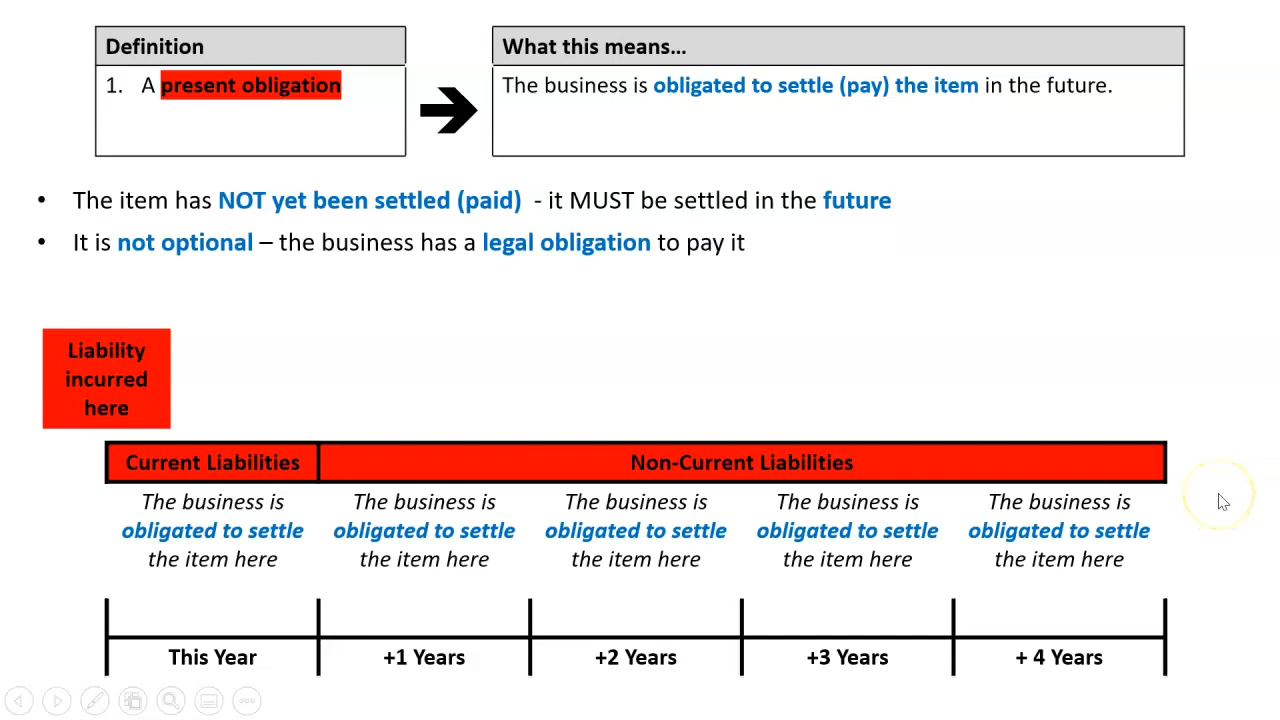 Definition
What this means...
1. A present obligation
The business is obligated to settle (pay) the item in the future.
• The item has NOT yet been settled (paid) - it MUST be settled in the future
• It is not optional – the business has a legal obligation to pay it
Liability
incurred
here
Current Liabilities
Non-Current Liabilities
The business is
obligated to settle
the item here
The business is
obligated to settle
the item here
The business is
obligated to settle
the item here
The business is
obligated to settle
the item here
The business is
obligated to settle
the item here
This Year
+1 Years
+2 Years
+3 Years
+ 4 Years